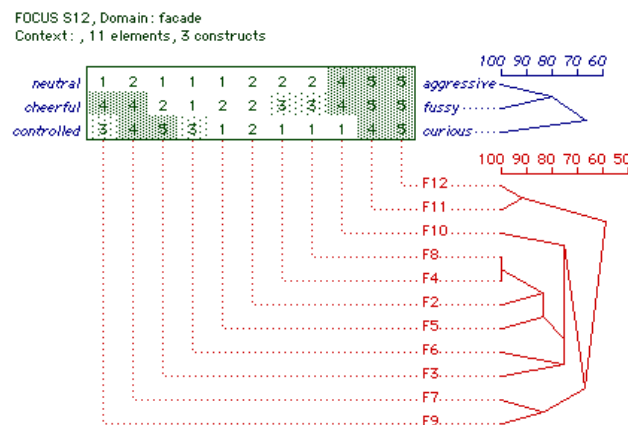 FOCUS S12, Domain: facade
Context: , 11 elements, 3 constructs
100 90 80 70 60
neutral 1 2 1 1 1 2 2 2 4 5 5 aggressive
cheerful 4 4 2 1 2 2 3 3 4 5 5 fussy
controlled 3 4 5 3 1 2 1 1 1 4 5 curious
100 90 80 70 60 50
F12
F11
F10
F8
F4
F2
F5
F6
F3
F7
F9